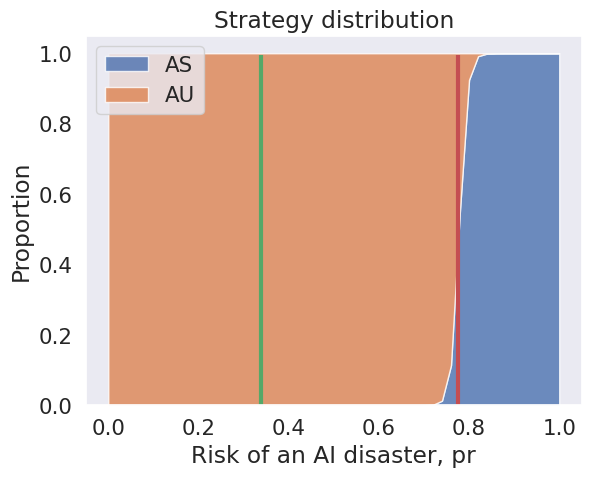 Strategy distribution
AS
AU
1.0
0.8
0.6
0.4
0.2
0.0
Proportion
0.0 0.2 0.4 0.6 0.8 1.0
Risk of an AI disaster, pr